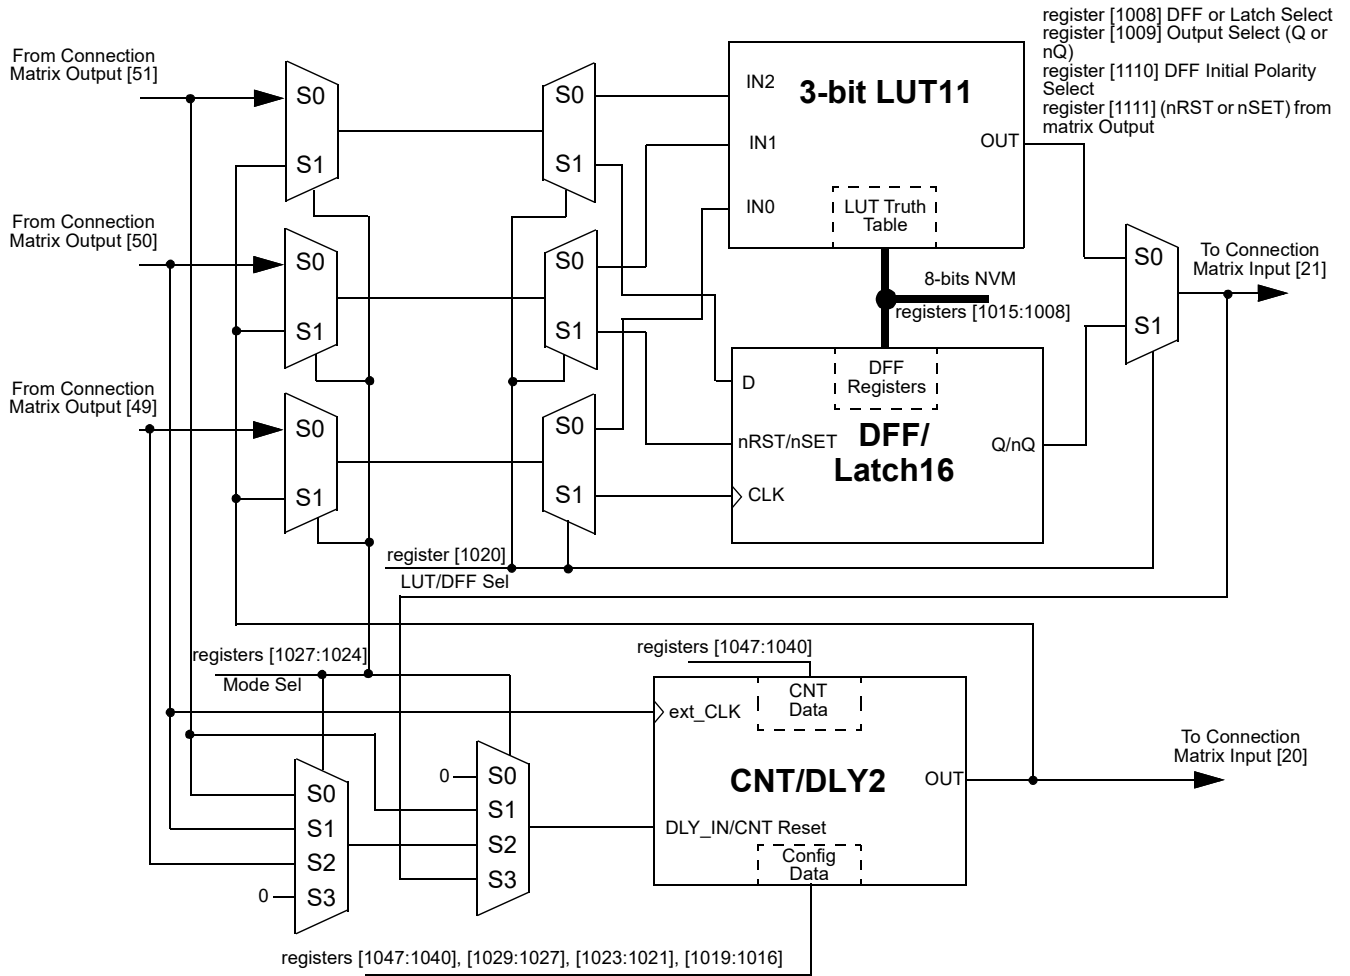 register [1008] DFF or Latch Select
register [1009] Output Select (Q or
nQ)
register [1110] DFF Initial Polarity
Select
register [1111] (nRST or nSET) from
matrix Output
From Connection
Matrix Output [51]
S0
S1
S0
S1
IN2
IN1
IN0
3-bit LUT11
OUT
LUT Truth
Table
From Connection
Matrix Output [50]
S0
S1
S0
S1
8-bits NVM
registers [1015:1008]
S0
S1
To Connection
Matrix Input [21]
From Connection
Matrix Output [49]
S0
S1
S0
S1
D
nRST/nSET
CLK
DFF
Registers
DFF/
Latch16
Q/nQ
register [1020]
LUT/DFF Sel
registers [1027:1024]
Mode Sel
registers [1047:1040]
CNT
Data
ext_CLK
CNT/DLY2
OUT
To Connection
Matrix Input [20]
DLY_IN/CNT Reset
Config
Data
0
S0
S1
S2
S3
S0
S1
S2
0
S3
registers [1047:1040], [1029:1027], [1023:1021], [1019:1016]